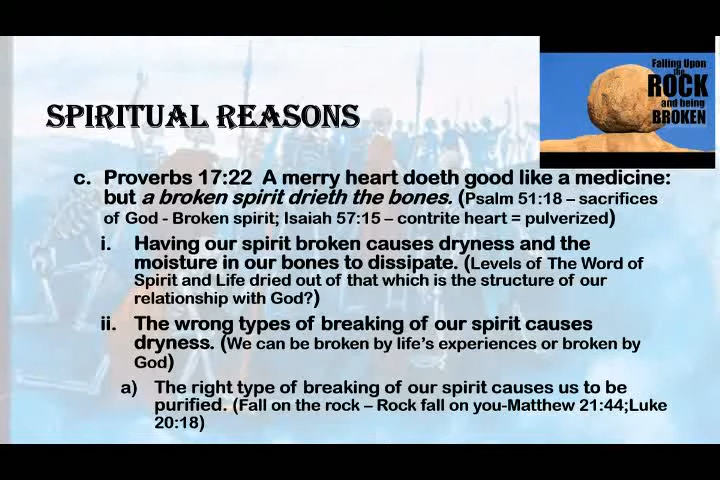 Falling Upon
the
ROCK
and being
BROKEN
SPIRITUAL REASONS
c. Proverbs 17:22 A merry heart doeth good like a medicine:
but a broken spirit drieth the bones. (Psalm 51:18 – sacrifices
of God - Broken spirit; Isaiah 57:15 – contrite heart = pulverized)
i. Having our spirit broken causes dryness and the
moisture in our bones to dissipate. (Levels of The Word of
Spirit and Life dried out of that which is the structure of our
relationship with God?)
ii. The wrong types of breaking of our spirit causes
dryness. (We can be broken by life's experiences or broken by
God)
a) The right type of breaking of our spirit causes us to be
purified. (Fall on the rock – Rock fall on you-Matthew 21:44;Luke
20:18)